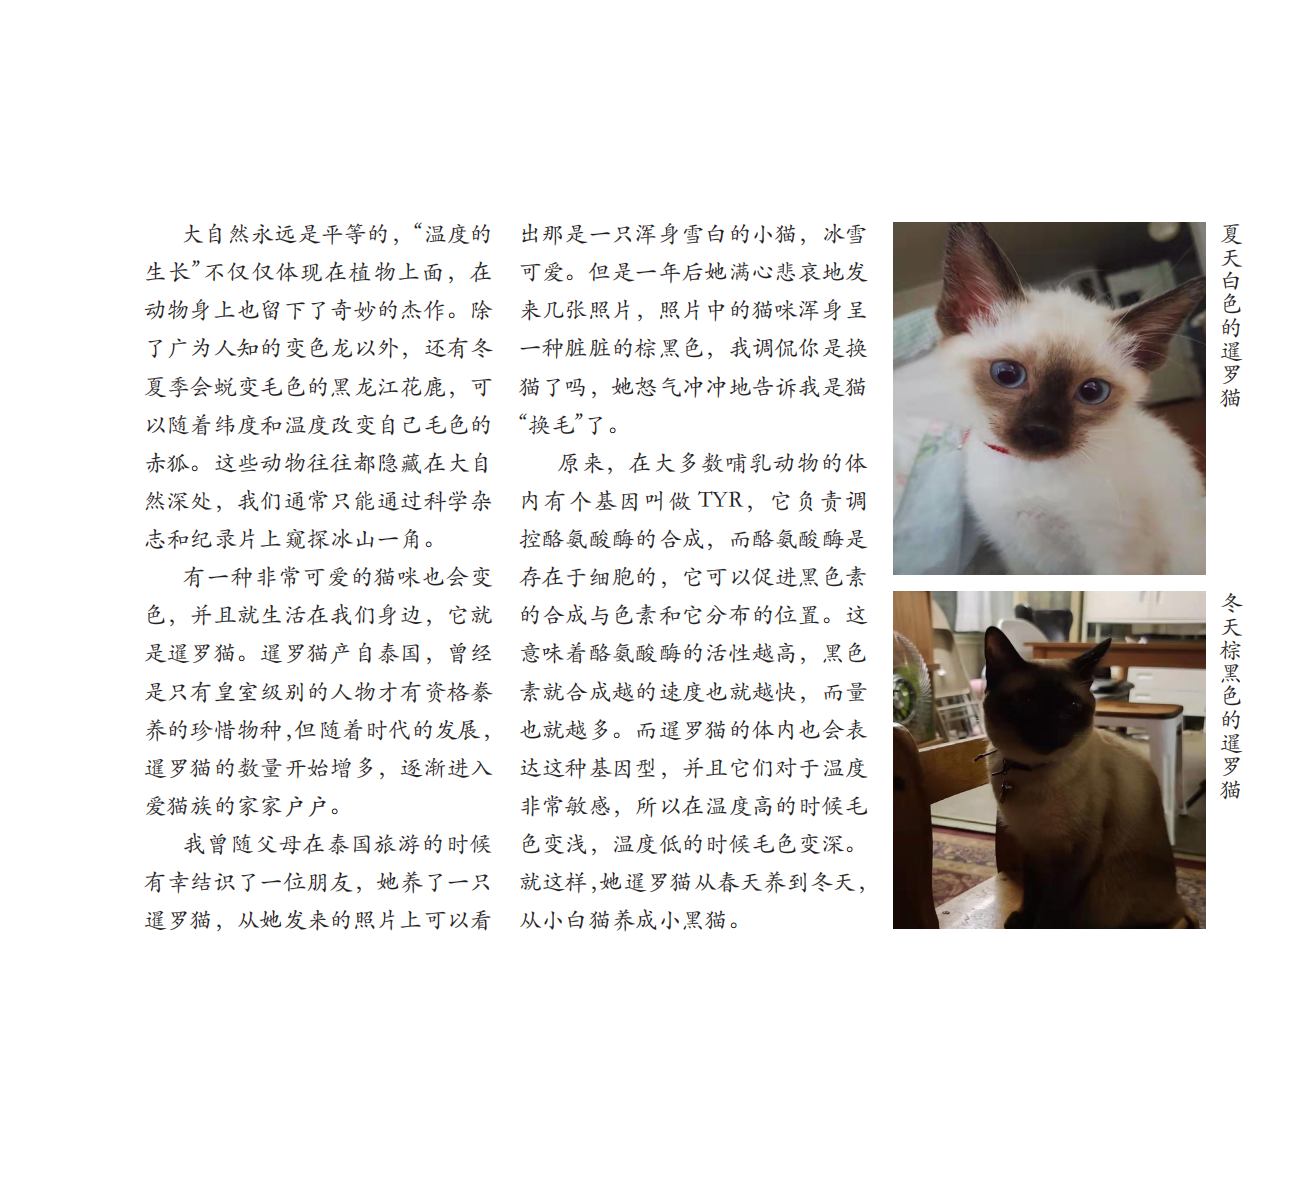 大自然永远是平等的，“温度的
生长”不仅仅体现在植物上面，在
动物身上也留下了奇妙的杰作。除
了广为人知的变色龙以外，还有冬
夏季会蜕变毛色的黑龙江花鹿，可
以随着纬度和温度改变自己毛色的
赤狐。这些动物往往都隐藏在大自
然深处，我们通常只能通过科学杂
志和纪录片上窥探冰山一角。
有一种非常可爱的猫咪也会变
色，并且就生活在我们身边，它就
是暹罗猫。暹罗猫产自泰国，曾经
是只有皇室级别的人物才有资格豢
养的珍惜物种，但随着时代的发展，
暹罗猫的数量开始增多，逐渐进入
爱猫族的家家户户。
我曾随父母在泰国旅游的时候
有幸结识了一位朋友，她养了一只
暹罗猫，从她发来的照片上可以看
出那是一只浑身雪白的小猫，冰雪
可爱。但是一年后她满心悲哀地发
来几张照片，照片中的猫咪浑身呈
一种脏脏的棕黑色，我调侃你是换
猫了吗，她怒气冲冲地告诉我是猫
“换毛”了。
原来，在大多数哺乳动物的体
内有个基因叫做 TYR，它负责调
控酪氨酸酶的合成，而酪氨酸酶是
存在于细胞的，它可以促进黑色素
的合成与色素和它分布的位置。这
意味着酪氨酸酶的活性越高，黑色
素就合成越的速度也就越快，而量
也就越多。而暹罗猫的体内也会表
达这种基因型，并且它们对于温度
非常敏感，所以在温度高的时候毛
色变浅，温度低的时候毛色变深。
就这样，她暹罗猫从春天养到冬天，
从小白猫养成小黑猫。
夏天白色的暹罗猫
冬天棕黑色的暹罗猫